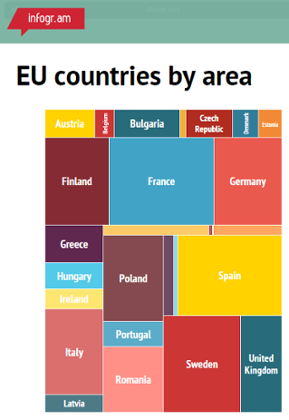 infogr.am
EU countries by area
Austria
Belgium
Bulgaria
Czech
Republic
Denmark
Estonia
Finland
France
Germany
Greece
Hungary
Ireland
Italy
Latvia
Poland
Portugal
Romania
Spain
Sweden
United
Kingdom